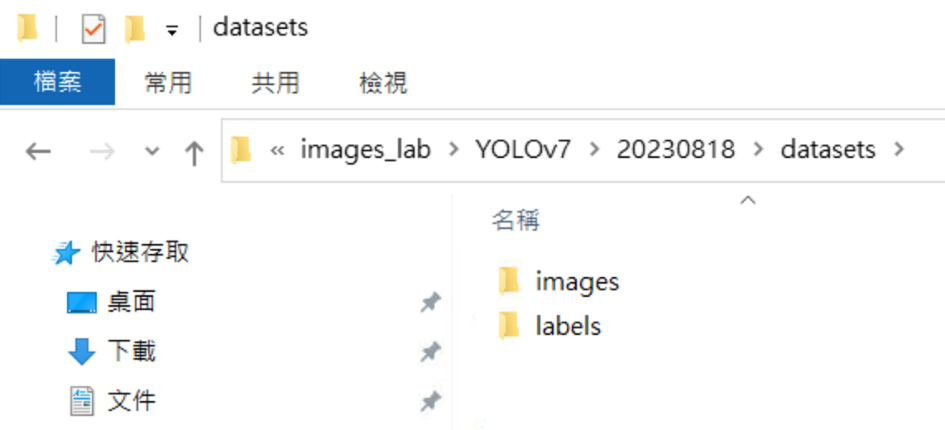 datasets
檔案 常用 共用 檢視
« images_lab > YOLOv7 > 20230818 > datasets >
名稱
快速存取
images
桌面
labels
下載
文件